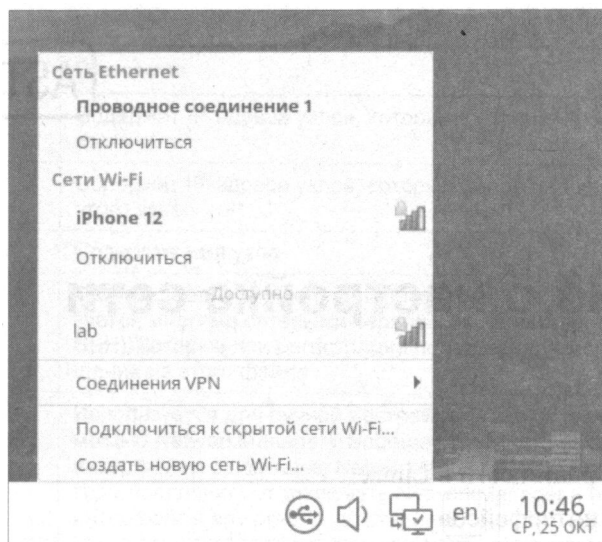 Сеть Ethernet
Проводное соединение 1
Отключиться
Сети Wi-Fi
iPhone 12
Отключиться
Доступно
lab
Соединения VPN
Подключиться к скрытой сети Wi-Fi...
Создать новую сеть Wi-Fi...
en
10:46
СР, 25 ОКТ